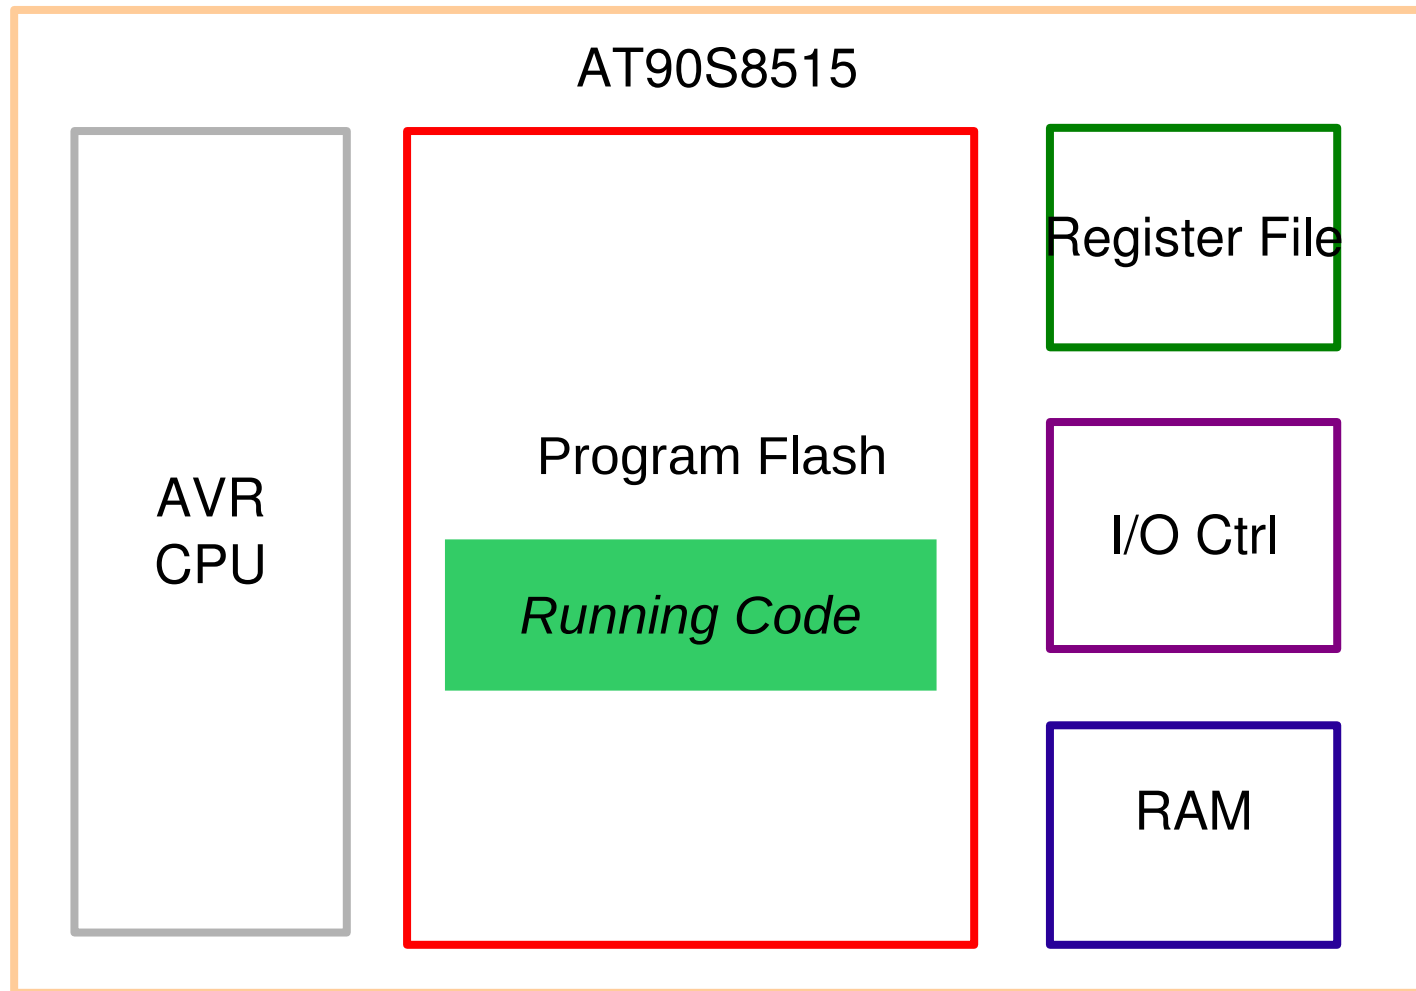 AT90S8515
AVR
CPU
Program Flash
Running Code
Register File
I/O Ctrl
RAM